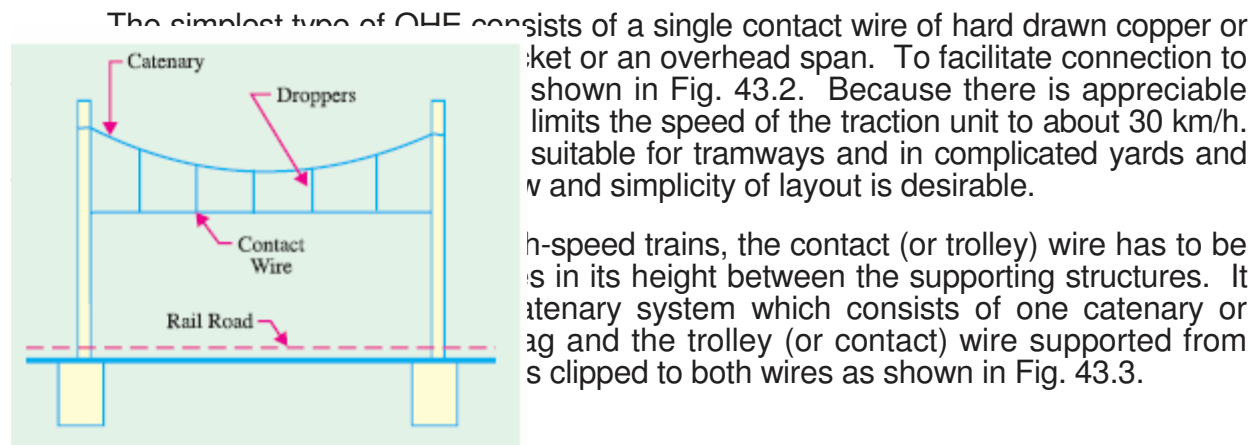 The simplest type of OHE consists of a single contact wire of hard drawn copper or
or an overhead span. To facilitate connection to
shown in Fig. 43.2. Because there is appreciable
limits the speed of the traction unit to about 30 km/h.
suitable for tramways and in complicated yards and
and simplicity of layout is desirable.
trains, the contact (or trolley) wire has to be
in its height between the supporting structures. It
system which consists of one catenary or
and the trolley (or contact) wire supported from
clipped to both wires as shown in Fig. 43.3.
Catenary
Droppers
Contact
Wire
Rail Road